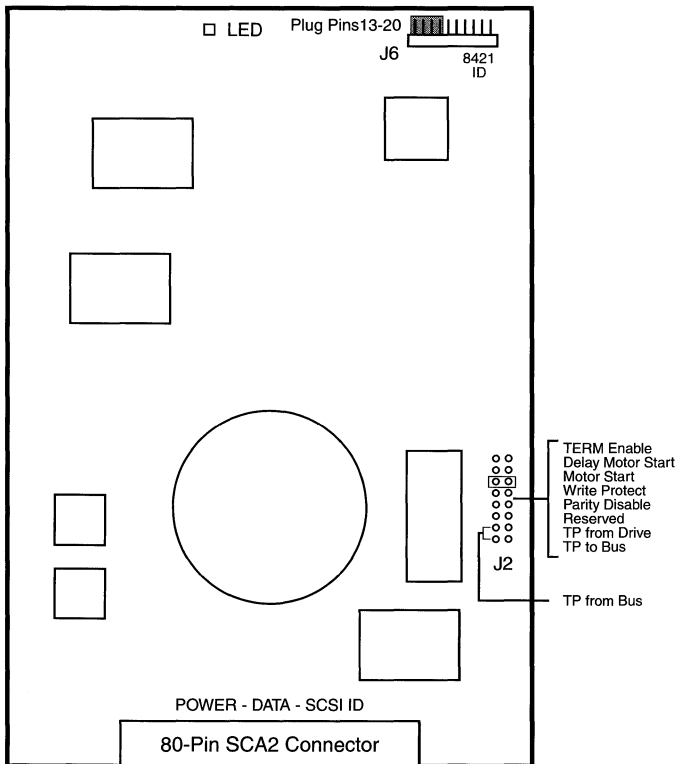 LED
Plug Pins13-20
J6
8421
ID
TERM Enable
Delay Motor Start
Motor Start
Write Protect
Parity Disable
Reserved
TP from Drive
TP to Bus
J2
TP from Bus
POWER - DATA - SCSI ID
80-Pin SCA2 Connector